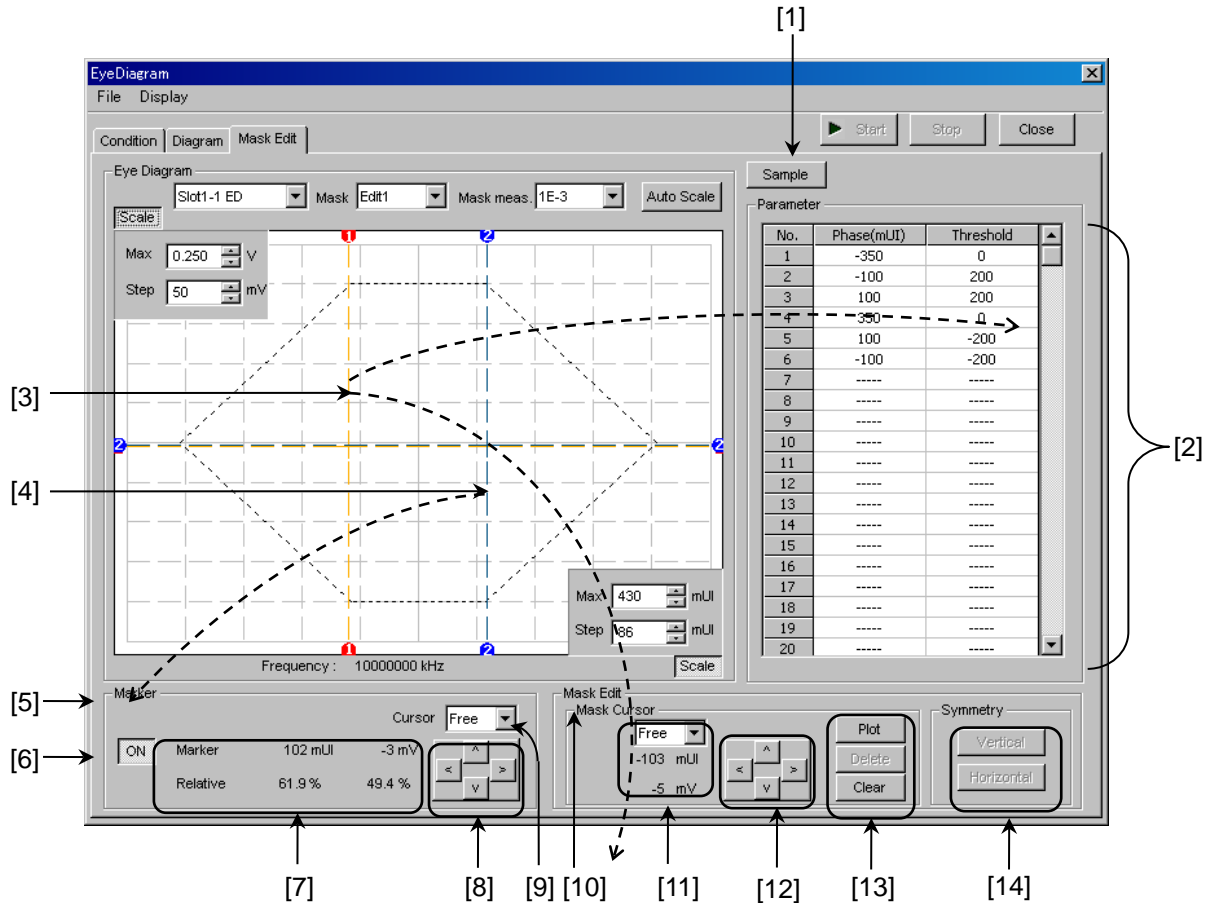 [1]
EyeDiagram
File Display
Start Stop Close
Condition Diagram Mask Edit
Eye Diagram
Slot1-1 ED Mask Edit1 Mask meas. 1E-3 Auto Scale
Sample
Scale
Max 0.250 V
Step 50 mV
1 2
Parameter
No. Phase(mUI) Threshold
1 -350 0
2 -100 200
3 100 200
4 350 0
5 100 -200
6 -100 -200
7 ----- -----
8 ----- -----
9 ----- -----
10 ----- -----
11 ----- -----
12 ----- -----
13 ----- -----
14 ----- -----
15 ----- -----
16 ----- -----
17 ----- -----
18 ----- -----
19 ----- -----
20 ----- -----
[2]
[3]
2 2
[4]
Max 430 mUI
Step 86 mUI
1 2
Frequency : 10000000 kHz
Scale
[5]
Marker
Cursor Free
[6]
ON Marker 102 mUI -3 mV
Relative 61.9 % 49.4 %
^
< >
v
Mask Edit
Mask Cursor
Free
-103 mUI
-5 mV
^
< >
v
Plot
Delete
Clear
Symmetry
Vertical
Horizontal
[7] [8] [9] [10] [11] [12] [13] [14]